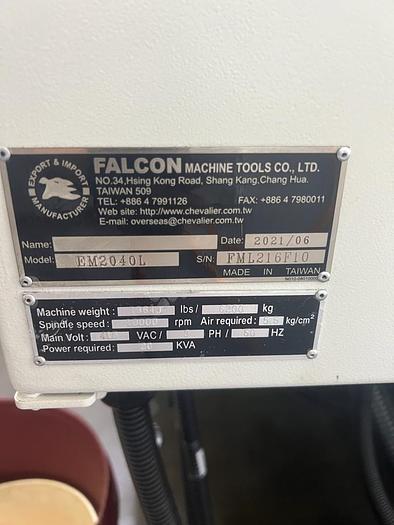 EXPORT & IMPORT
MANUFACTURER
FALCON MACHINE TOOLS CO., LTD.
NO.34,Hsing Kong Road, Shang Kang,Chang Hua.
TAIWAN 509
TEL: +886 4 7991126 FAX: +886 4 7980011
Web site: http://www.chevalier.com.tw
E-mail: overseas@chevalier.com.tw
Name: Date: 2021/06
Model: EM2040L S/N: FML216F10
MADE IN TAIWAN
Machine weight : lbs / kg
Spindle speed : rpm Air required : kg/cm²
Main Volt : VAC / PH / HZ
Power required : KVA